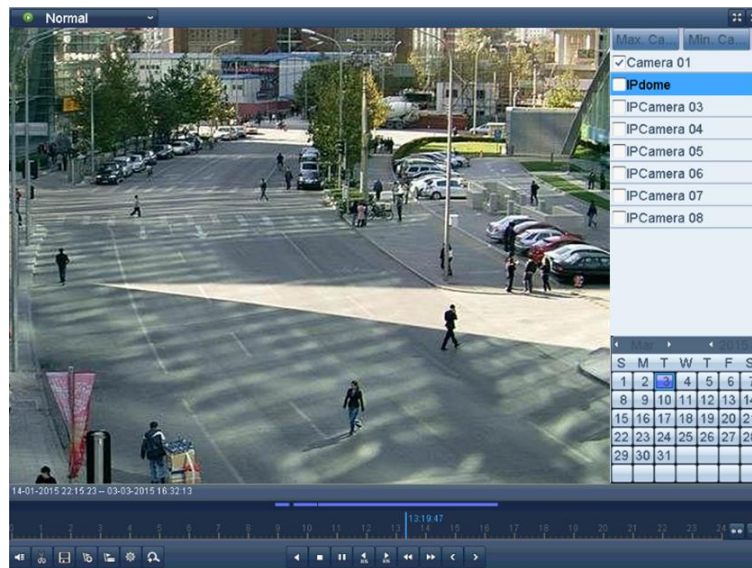 Normal
Max. Ca... Min. Ca...
Camera 01
IPdome
IPCamera 03
IPCamera 04
IPCamera 05
IPCamera 06
IPCamera 07
IPCamera 08
Mar 2015
S M T W T F S
1 2 3 4 5 6 7
8 9 10 11 12 13 14
15 16 17 18 19 20 21
22 23 24 25 26 27 28
29 30 31
14-01-2015 22:15:23 -- 03-03-2015 16:32:13
13:19:47
0 1 2 3 4 5 6 7 8 9 10 11 12 13 14 15 16 17 18 19 20 21 22 23 24